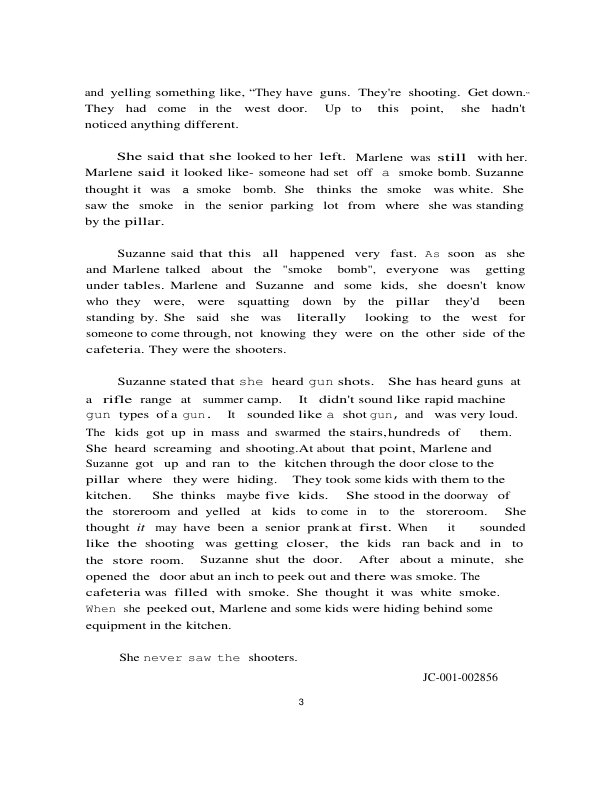 and yelling something like, “They have guns. They're shooting. Get down.”
They had come in the west door. Up to this point, she hadn't
noticed anything different.
She said that she looked to her left. Marlene was still with her.
Marlene said it looked like- someone had set off a smoke bomb. Suzanne
thought it was a smoke bomb. She thinks the smoke was white. She
saw the smoke in the senior parking lot from where she was standing
by the pillar.
Suzanne said that this all happened very fast. As soon as she
and Marlene talked about the "smoke bomb", everyone was getting
under tables. Marlene and Suzanne and some kids, she doesn't know
who they were, were squatting down by the pillar they'd been
standing by. She said she was literally looking to the west for
someone to come through, not knowing they were on the other side of the
cafeteria. They were the shooters.
Suzanne stated that she heard gun shots. She has heard guns at
a rifle range at summer camp. It didn't sound like rapid machine
gun types of a gun. It sounded like a shot gun, and was very loud.
The kids got up in mass and swarmed the stairs,hundreds of them.
She heard screaming and shooting.At about that point, Marlene and
Suzanne got up and ran to the kitchen through the door close to the
pillar where they were hiding. They took some kids with them to the
kitchen. She thinks maybe five kids. She stood in the doorway of
the storeroom and yelled at kids to come in to the storeroom. She
thought it may have been a senior prank at first. When it sounded
like the shooting was getting closer, the kids ran back and in to
the store room. Suzanne shut the door. After about a minute, she
opened the door abut an inch to peek out and there was smoke. The
cafeteria was filled with smoke. She thought it was white smoke.
When she peeked out, Marlene and some kids were hiding behind some
equipment in the kitchen.
She never saw the shooters.
JC-001-002856
3